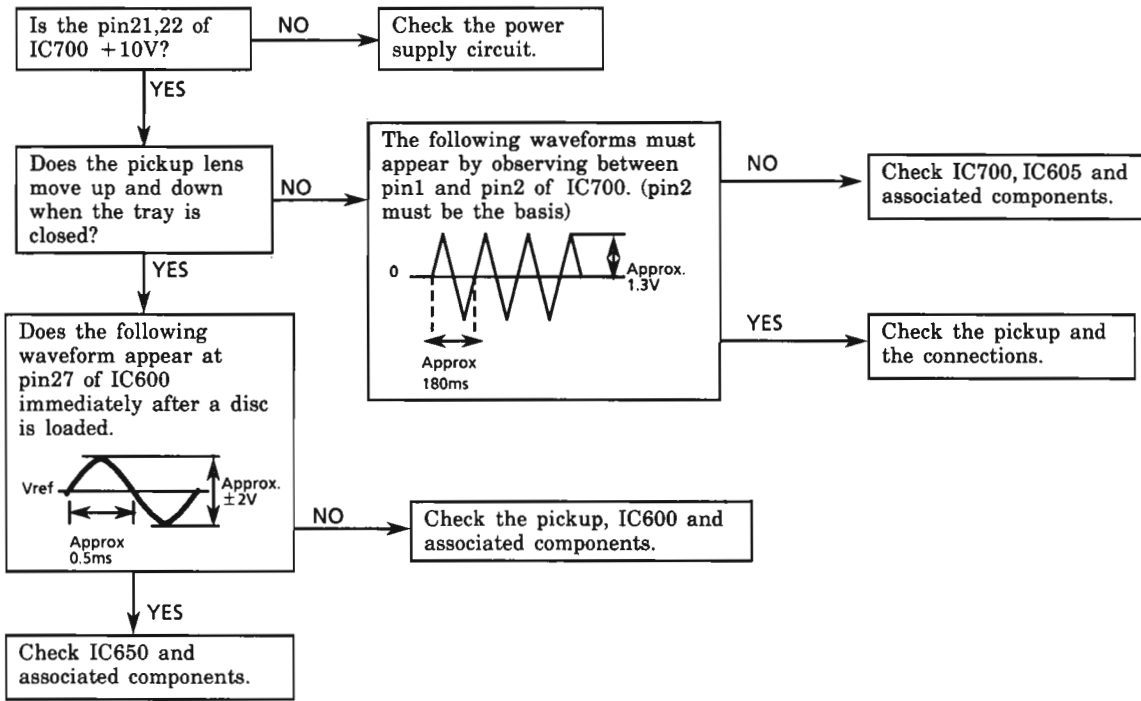 Is the pin21,22 of
IC700 +10V?
NO
Check the power
supply circuit.
YES
Does the pickup lens
move up and down
when the tray is
closed?
NO
The following waveforms must
appear by observing between
pin1 and pin2 of IC700. (pin2
must be the basis)
0
Approx.
1.3V
Approx
180ms
NO
Check IC700, IC605 and
associated components.
YES
Check the pickup and
the connections.
YES
Does the following
waveform appear at
pin27 of IC600
immediately after a disc
is loaded.
Vref
Approx.
±2V
Approx
0.5ms
NO
Check the pickup, IC600 and
associated components.
YES
Check IC650 and
associated components.